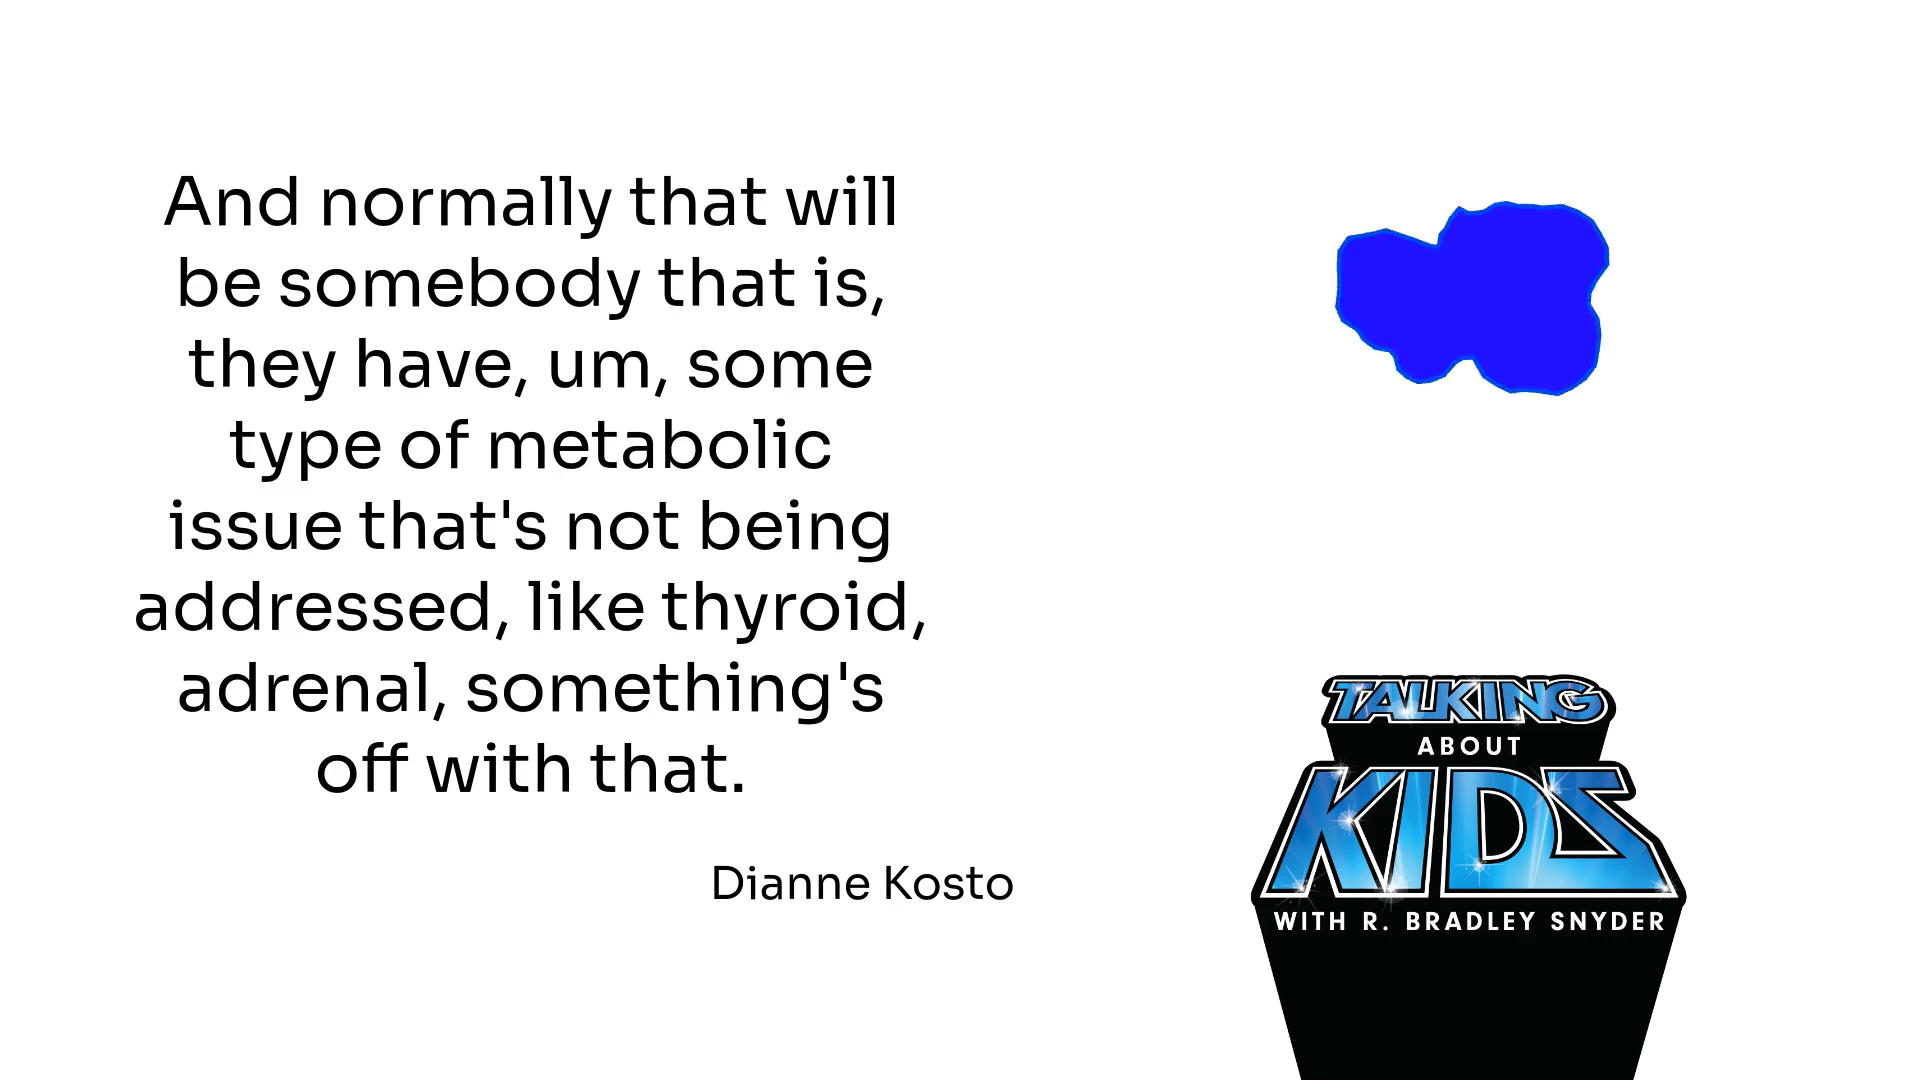 And normally that will
be somebody that is,
they have, um, some
type of metabolic
issue that's not being
addressed, like thyroid,
adrenal, something's
off with that.
Dianne Kosto
TALKING
ABOUT
KIDS
WITH R. BRADLEY SNYDER